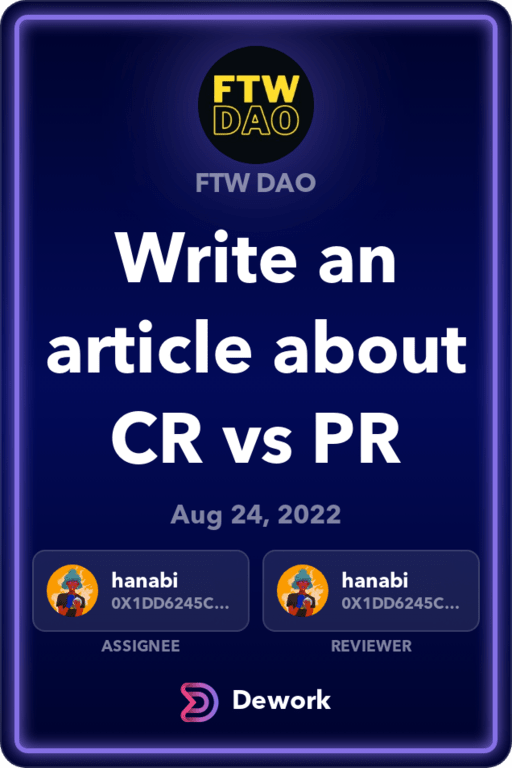 FTW
DAO
FTW DAO
Write an
article about
CR vs PR
Aug 24, 2022
hanabi
0X1DD6245C...
hanabi
0X1DD6245C...
ASSIGNEE
REVIEWER
Dework